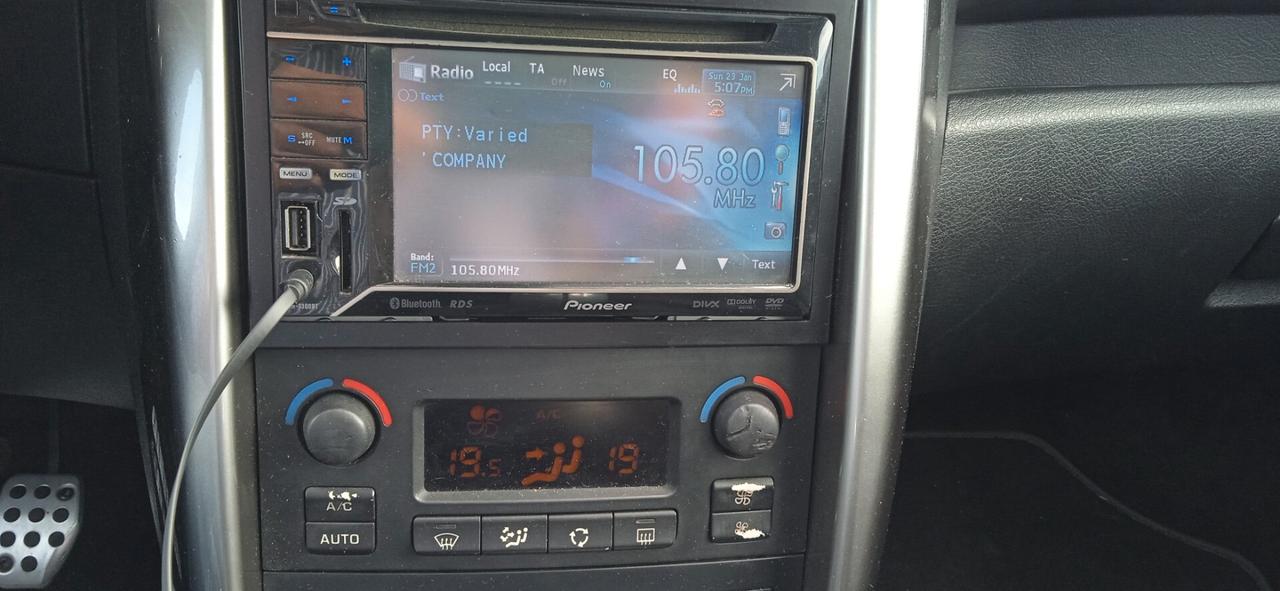 Radio Local TA News EQ Sun 23 Jan
Off On 5:07PM
Text
PTY:Varied
'COMPANY
105.80
MHz
S SRC OFF MUTE M
MENU MODE
Band:
FM2 105.80MHz Text
Bluetooth RDS Pioneer DIVX DOLBY DVD
A/C
19.5 19
A/C
AUTO